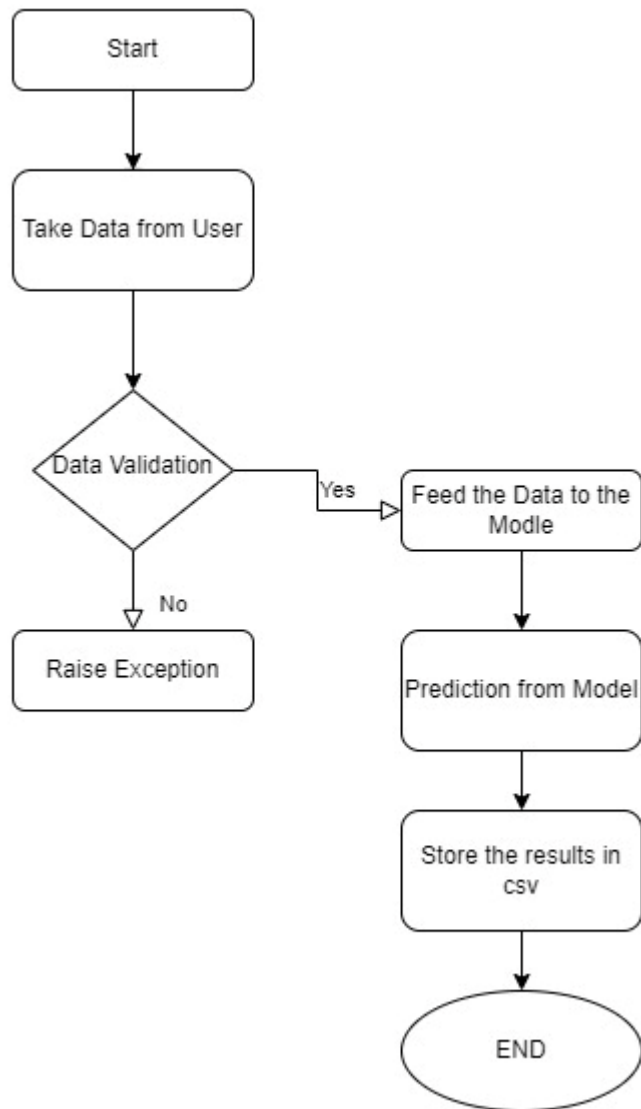 Start
Take Data from User
Data Validation
Yes
Feed the Data to the
Modle
No
Raise Exception
Prediction from Model
Store the results in
csv
END